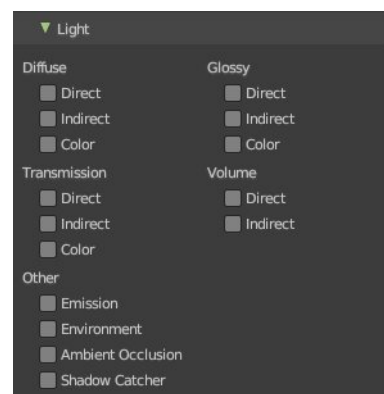 Light
Diffuse
Direct
Indirect
Color
Glossy
Direct
Indirect
Color
Transmission
Direct
Indirect
Color
Volume
Direct
Indirect
Other
Emission
Environment
Ambient Occlusion
Shadow Catcher